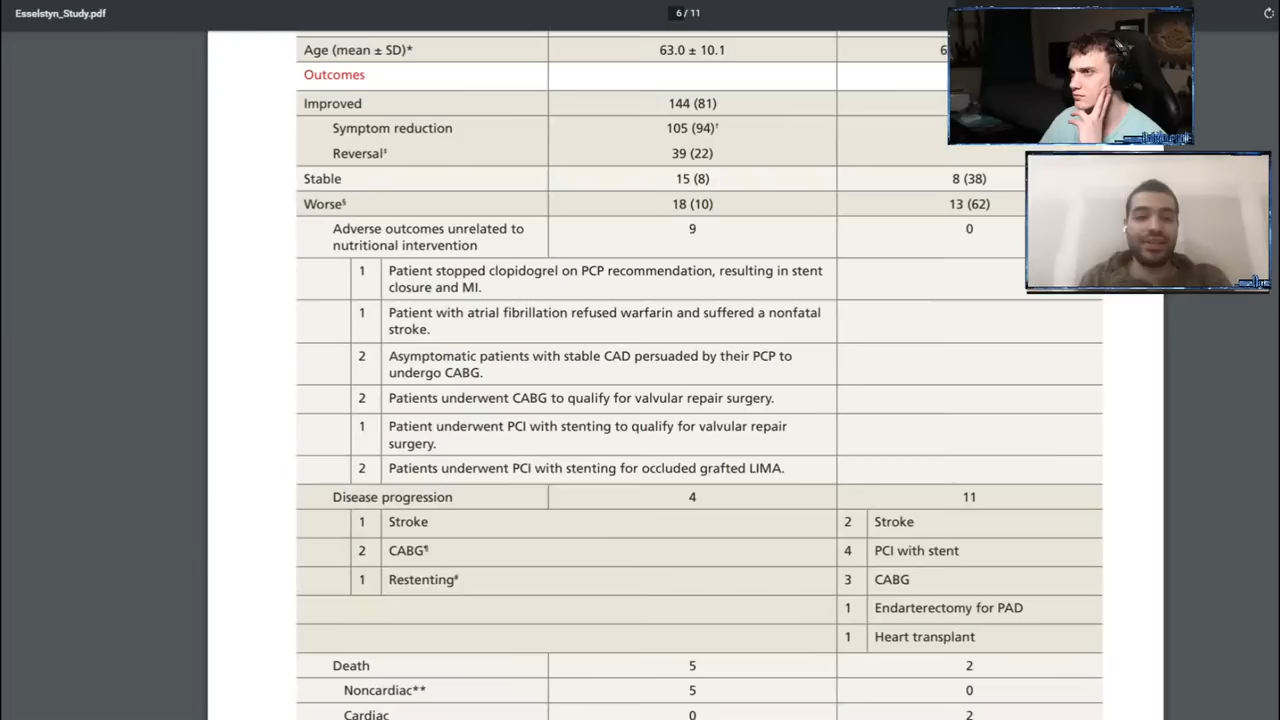 Esselstyn_Study.pdf
6 / 11
Age (mean ± SD)* 63.0 ± 10.1 6
Outcomes
Improved 144 (81)
Symptom reduction 105 (94)†
Reversal‡ 39 (22)
Stable 15 (8) 8 (38)
Worse§ 18 (10) 13 (62)
Adverse outcomes unrelated to
nutritional intervention 9 0
1 Patient stopped clopidogrel on PCP recommendation, resulting in stent
closure and MI.
1 Patient with atrial fibrillation refused warfarin and suffered a nonfatal
stroke.
2 Asymptomatic patients with stable CAD persuaded by their PCP to
undergo CABG.
2 Patients underwent CABG to qualify for valvular repair surgery.
1 Patient underwent PCI with stenting to qualify for valvular repair
surgery.
2 Patients underwent PCI with stenting for occluded grafted LIMA.
Disease progression 4 11
1 Stroke 2 Stroke
2 CABG¶ 4 PCI with stent
1 Restenting# 3 CABG
1 Endarterectomy for PAD
1 Heart transplant
Death 5 2
Noncardiac** 5 0
Cardiac 0 2